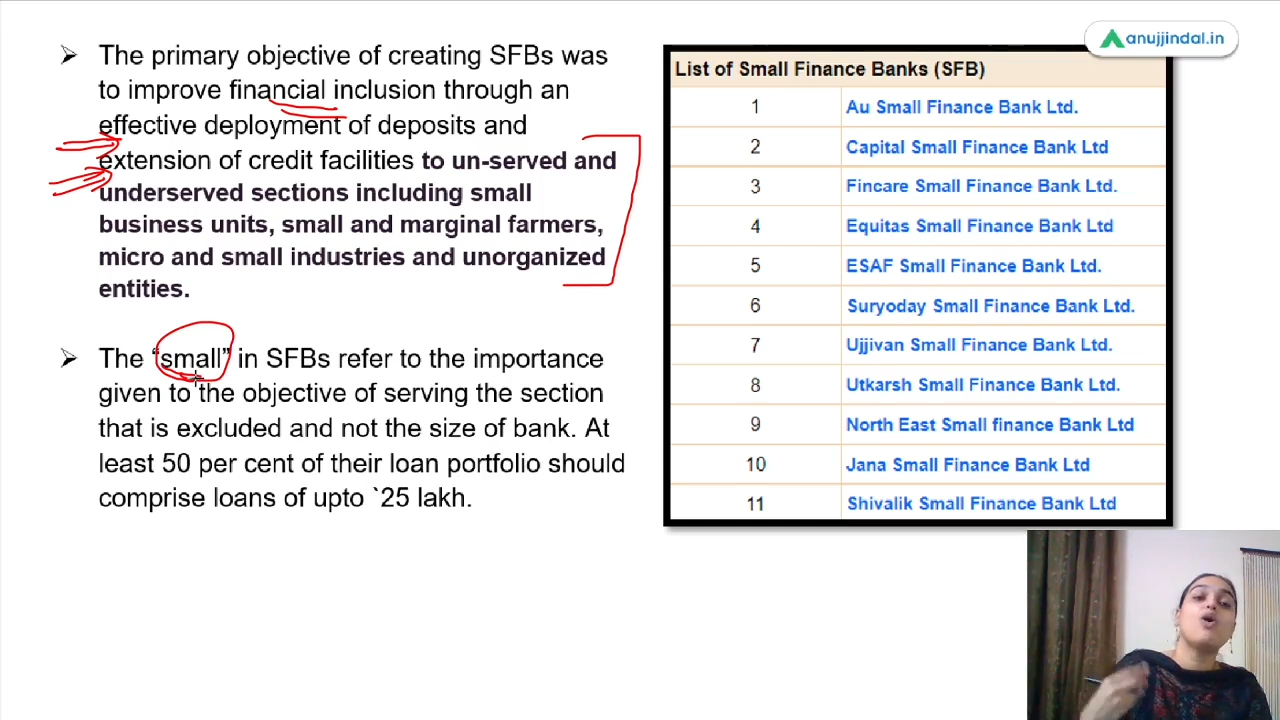 anujjindal.in
The primary objective of creating SFBs was
to improve financial inclusion through an
effective deployment of deposits and
extension of credit facilities to un-served and
underserved sections including small
business units, small and marginal farmers,
micro and small industries and unorganized
entities.
The “small” in SFBs refer to the importance
given to the objective of serving the section
that is excluded and not the size of bank. At
least 50 per cent of their loan portfolio should
comprise loans of upto `25 lakh.
List of Small Finance Banks (SFB)
1 Au Small Finance Bank Ltd.
2 Capital Small Finance Bank Ltd
3 Fincare Small Finance Bank Ltd.
4 Equitas Small Finance Bank Ltd
5 ESAF Small Finance Bank Ltd.
6 Suryoday Small Finance Bank Ltd.
7 Ujjivan Small Finance Bank Ltd.
8 Utkarsh Small Finance Bank Ltd.
9 North East Small finance Bank Ltd
10 Jana Small Finance Bank Ltd
11 Shivalik Small Finance Bank Ltd